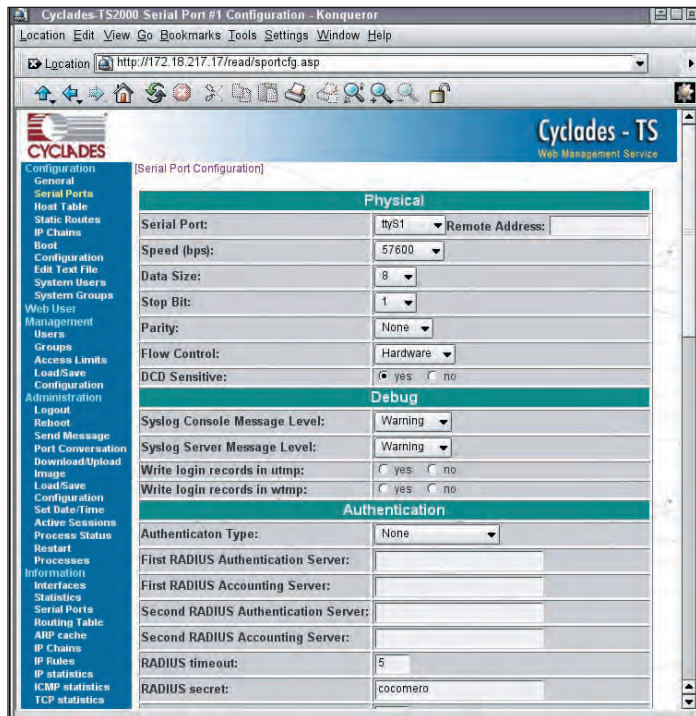 Cyclades-TS2000 Serial Port #1 Configuration - Konqueror
Location Edit View Go Bookmarks Tools Settings Window Help
Location http://172.18.217.17/read/sportcfg.asp
CYCLADES
Cyclades - TS
Web Management Service
Configuration
General
Serial Ports
Host Table
Static Routes
IP Chains
Boot
Configuration
Edit Text File
System Users
System Groups
Web User
Management
Users
Groups
Access Limits
Load/Save
Configuration
Administration
Logout
Reboot
Send Message
Port Conversation
Download/Upload
Image
Load/Save
Configuration
Set Date/Time
Active Sessions
Process Status
Restart
Processes
Information
Interfaces
Statistics
Serial Ports
Routing Table
ARP cache
IP Chains
IP Rules
IP statistics
ICMP statistics
TCP statistics
[Serial Port Configuration]
Physical
Serial Port: ttyS1 Remote Address:
Speed (bps): 57600
Data Size: 8
Stop Bit: 1
Parity: None
Flow Control: Hardware
DCD Sensitive: yes no
Debug
Syslog Console Message Level: Warning
Syslog Server Message Level: Warning
Write login records in utmp: yes no
Write login records in wtmp: yes no
Authentication
Authenticaton Type: None
First RADIUS Authentication Server:
First RADIUS Accounting Server:
Second RADIUS Authentication Server:
Second RADIUS Accounting Server:
RADIUS timeout: 5
RADIUS secret: cocomero